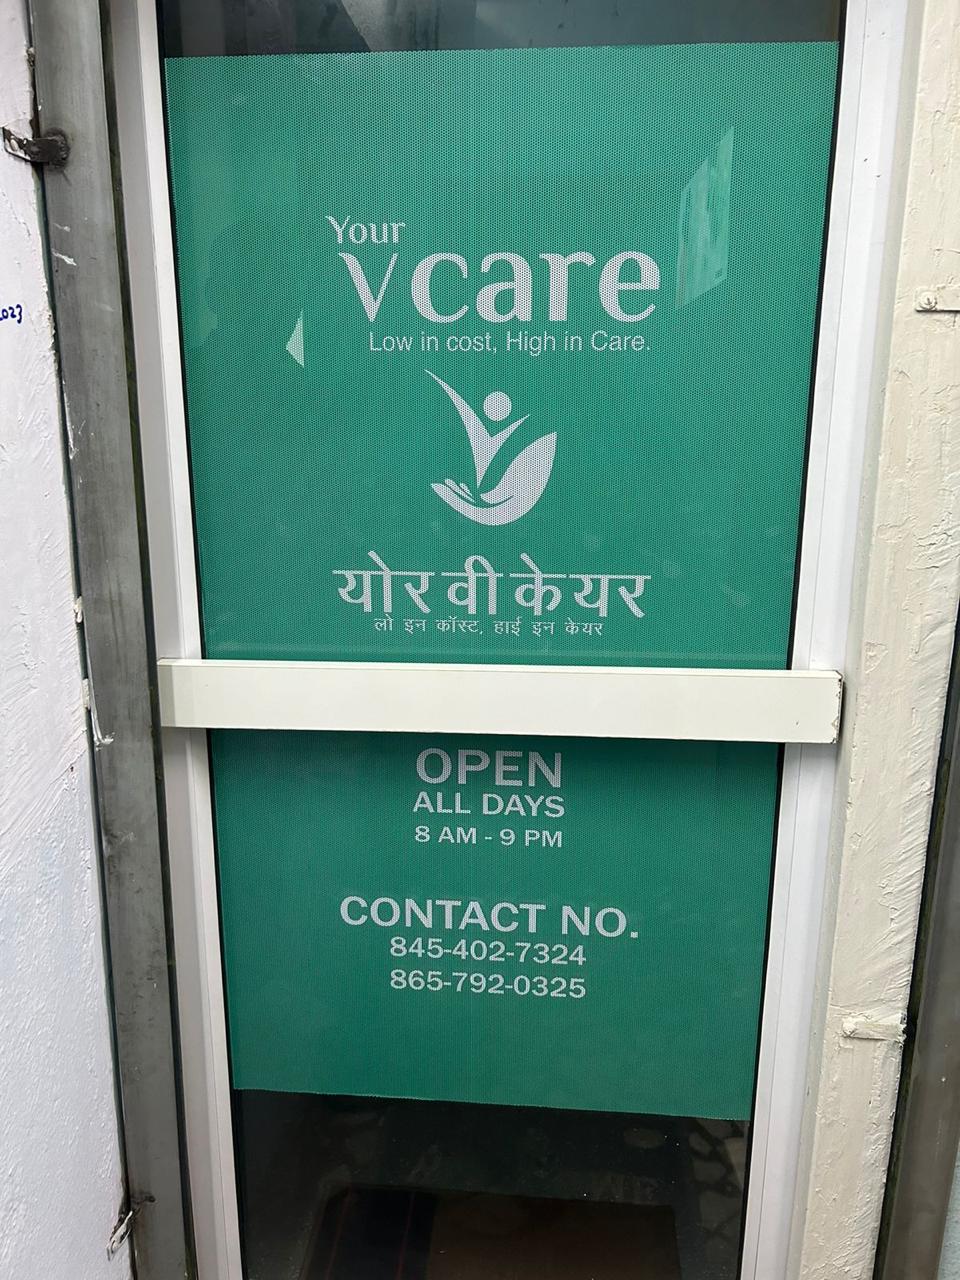 Your
vcare
Low in cost, High in Care.
योर वी केयर
लो इन कॉस्ट, हाई इन केयर
OPEN
ALL DAYS
8 AM - 9 PM
CONTACT NO.
845-402-7324
865-792-0325